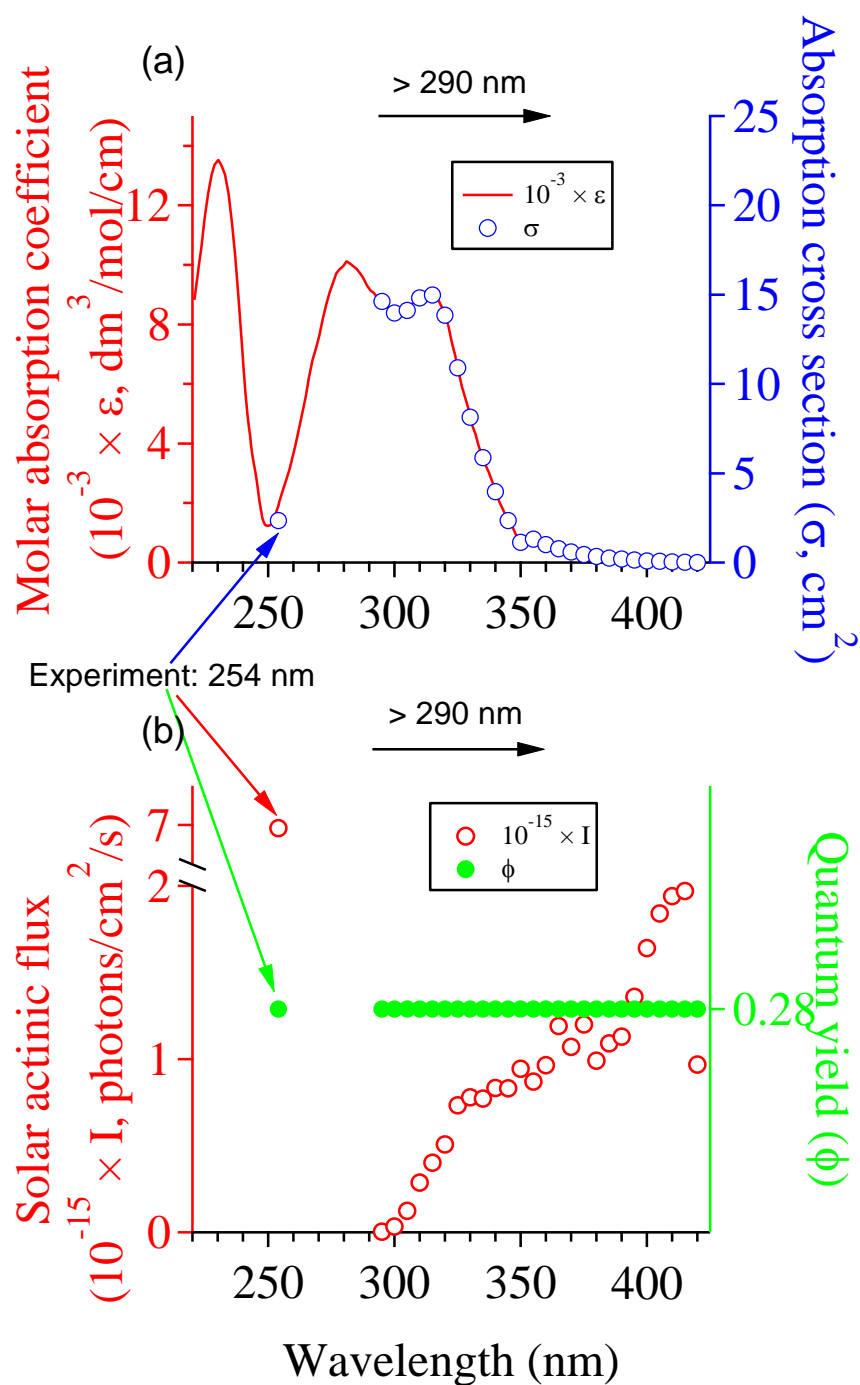 (a)
> 290 nm
Molar absorption coefficient
(10⁻³ × ε, dm³/mol/cm)
12
8
4
0
10⁻³ × ε
σ
25
20
15
10
5
0
Absorption cross section (σ, cm²)
250 300 350 400
Experiment: 254 nm
(b)
> 290 nm
Solar actinic flux
(10⁻¹⁵ × I, photons/cm²/s)
7
2
1
0
10⁻¹⁵ × I
ϕ
0.28
Quantum yield (ϕ)
250 300 350 400
Wavelength (nm)